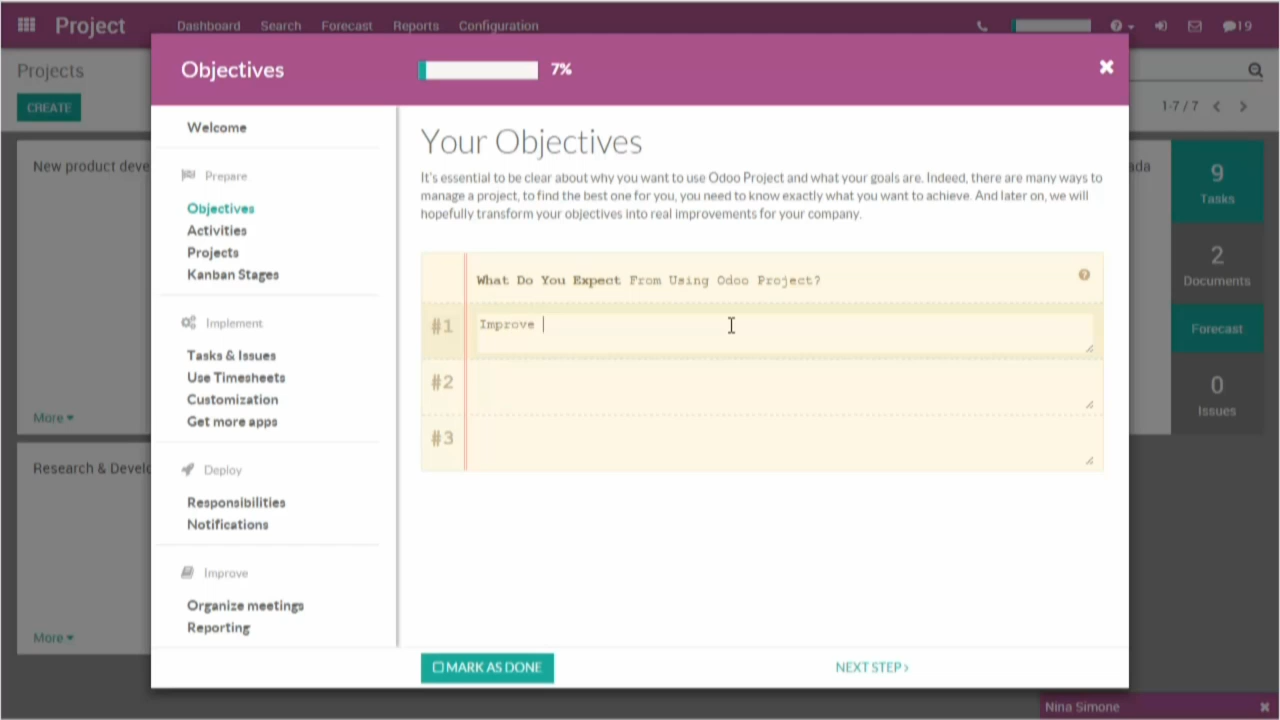 Project
Dashboard
Search
Forecast
Reports
Configuration
19
Projects
CREATE
1-7 / 7
New product deve
More
Research & Develo
More
ada
9
Tasks
2
Documents
Forecast
0
Issues
Objectives
7%
Welcome
Prepare
Objectives
Activities
Projects
Kanban Stages
Implement
Tasks & Issues
Use Timesheets
Customization
Get more apps
Deploy
Responsibilities
Notifications
Improve
Organize meetings
Reporting
Your Objectives
It's essential to be clear about why you want to use Odoo Project and what your goals are. Indeed, there are many ways to
manage a project, to find the best one for you, you need to know exactly what you want to achieve. And later on, we will
hopefully transform your objectives into real improvements for your company.
What Do You Expect From Using Odoo Project?
#1
Improve
#2
#3
MARK AS DONE
NEXT STEP
Nina Simone